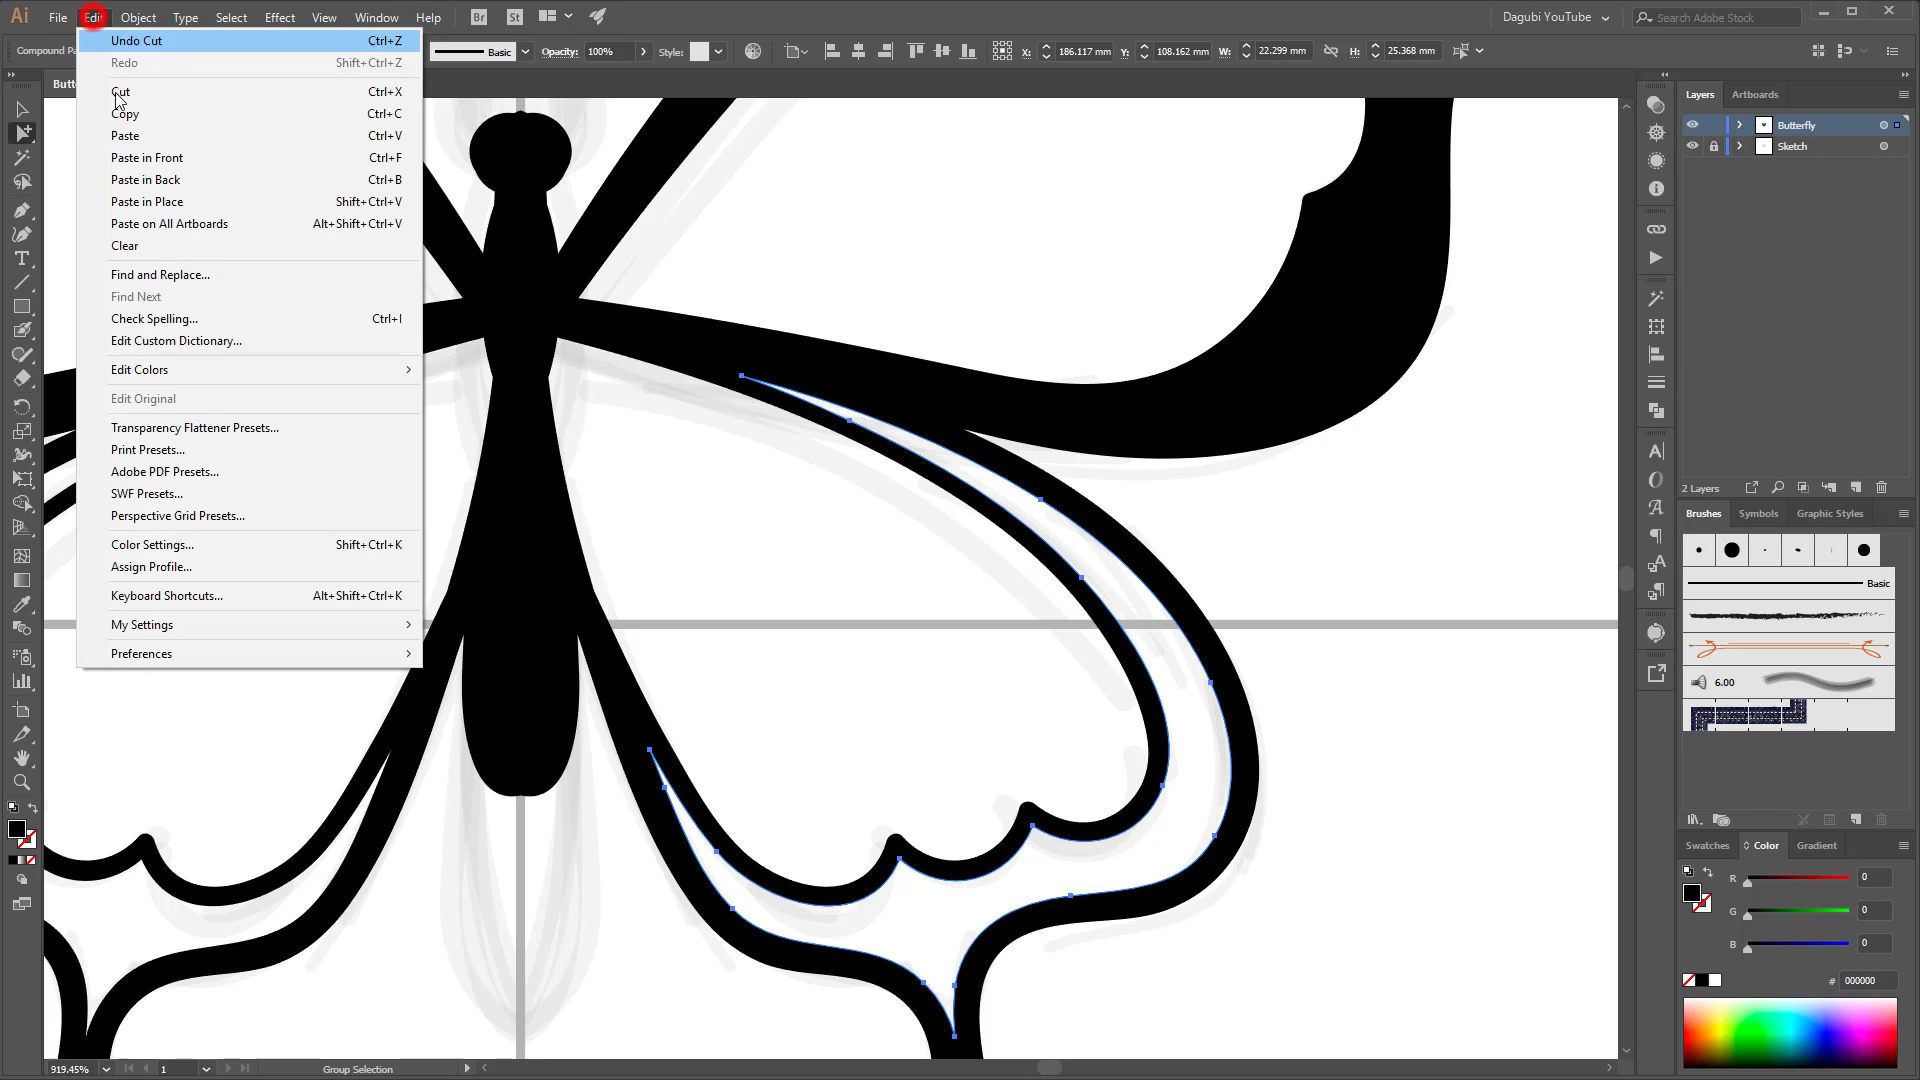 Ai File Edit Object Type Select Effect View Window Help Br St Dagubi YouTube Search Adobe Stock
Basic Opacity: 100% Style: X: 186.117 mm Y: 108.162 mm W: 22.299 mm H: 25.368 mm
Undo Cut Ctrl+Z
Redo Shift+Ctrl+Z
Cut Ctrl+X
Copy Ctrl+C
Paste Ctrl+V
Paste in Front Ctrl+F
Paste in Back Ctrl+B
Paste in Place Shift+Ctrl+V
Paste on All Artboards Alt+Shift+Ctrl+V
Clear
Find and Replace...
Find Next
Check Spelling... Ctrl+I
Edit Custom Dictionary...
Edit Colors
Edit Original
Transparency Flattener Presets...
Print Presets...
Adobe PDF Presets...
SWF Presets...
Perspective Grid Presets...
Color Settings... Shift+Ctrl+K
Assign Profile...
Keyboard Shortcuts... Alt+Shift+Ctrl+K
My Settings
Preferences
919.45% 1 Group Selection
Layers Artboards
Butterfly
Sketch
2 Layers
Brushes Symbols Graphic Styles
Basic
6.00
Swatches Color Gradient
R 0
G 0
B 0
# 000000